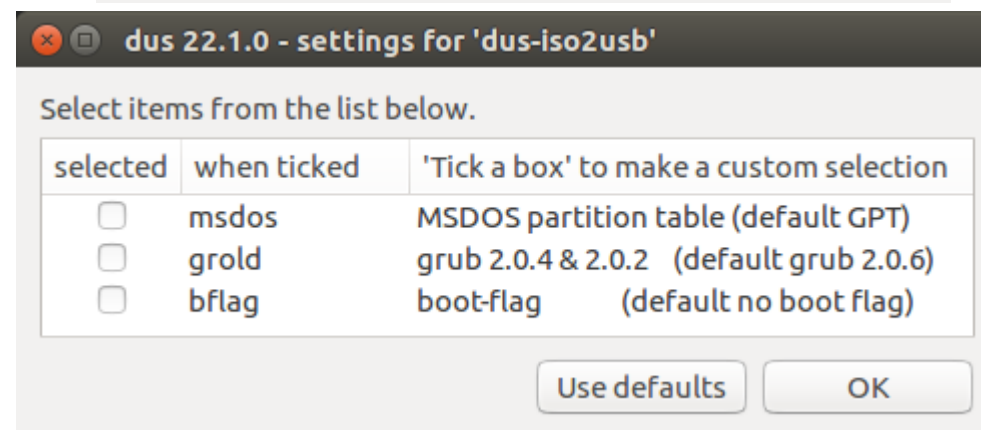 dus 22.1.0 - settings for 'dus-iso2usb'
Select items from the list below.
selected when ticked 'Tick a box' to make a custom selection
msdos MSDOS partition table (default GPT)
grold grub 2.0.4 & 2.0.2 (default grub 2.0.6)
bflag boot-flag (default no boot flag)
Use defaults OK